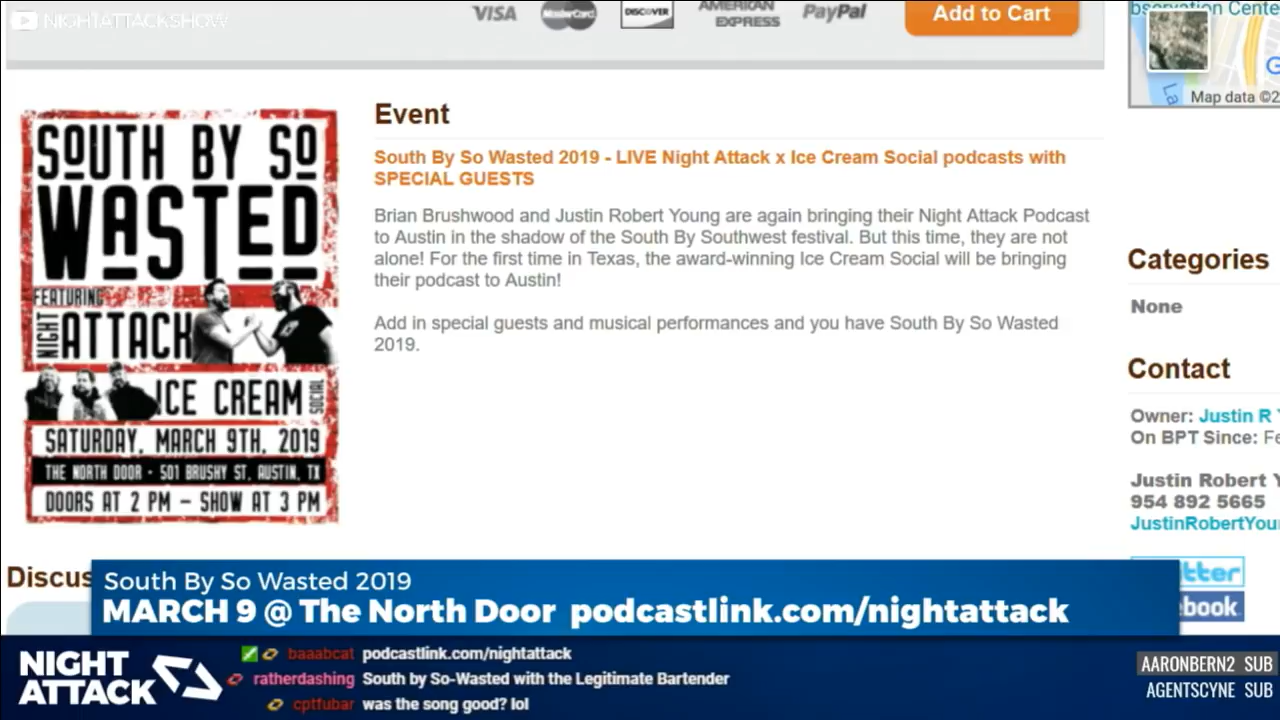 NIGHTATTACKSHOW
VISA
MasterCard
DISCOVER
AMERICAN
EXPRESS
PayPal
Add to Cart
bservation Cente
Map data ©2
SOUTH BY SO
WASTED
FEATURING
NIGHT
ATTACK
ICE CREAM
SOCIAL
SATURDAY, MARCH 9TH, 2019
THE NORTH DOOR - 501 BRUSHY ST, AUSTIN, TX
DOORS AT 2 PM – SHOW AT 3 PM
Event
South By So Wasted 2019 - LIVE Night Attack x Ice Cream Social podcasts with
SPECIAL GUESTS
Brian Brushwood and Justin Robert Young are again bringing their Night Attack Podcast
to Austin in the shadow of the South By Southwest festival. But this time, they are not
alone! For the first time in Texas, the award-winning Ice Cream Social will be bringing
their podcast to Austin!
Add in special guests and musical performances and you have South By So Wasted
2019.
Categories
None
Contact
Owner: Justin R Y
On BPT Since: Fe
Justin Robert Y
954 892 5665
JustinRobertYour
tter
book
Discus
South By So Wasted 2019
MARCH 9 @ The North Door podcastlink.com/nightattack
NIGHT
ATTACK
baaabcat podcastlink.com/nightattack
ratherdashing South by So-Wasted with the Legitimate Bartender
cptfubar was the song good? lol
AARONBERN2 SUB
AGENTSCYNE SUB